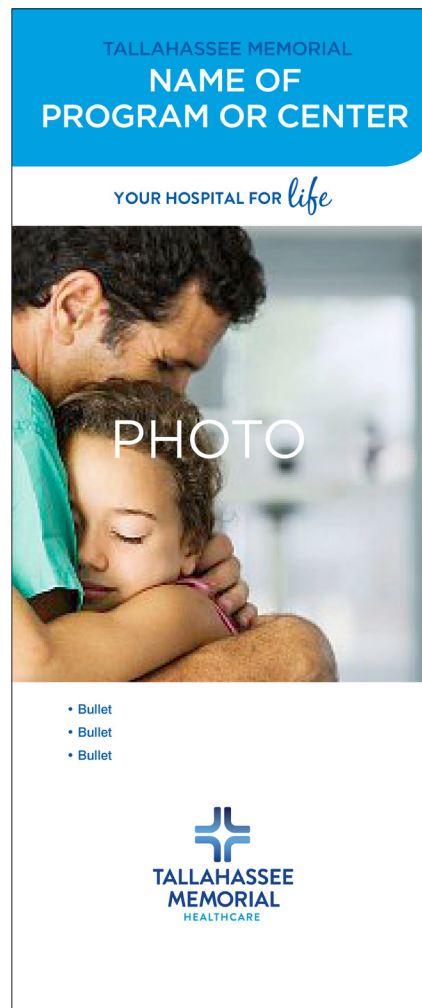 TALLAHASSEE MEMORIAL
NAME OF
PROGRAM OR CENTER
YOUR HOSPITAL FOR life
PHOTO
• Bullet
• Bullet
• Bullet
TALLAHASSEE
MEMORIAL
HEALTHCARE